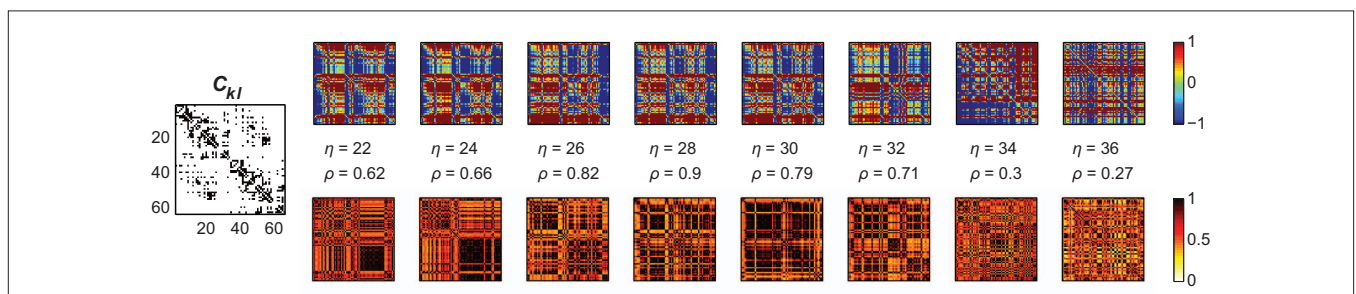 C_kl
20
40
60
20 40 60
η = 22 η = 24 η = 26 η = 28 η = 30 η = 32 η = 34 η = 36
ρ = 0.62 ρ = 0.66 ρ = 0.82 ρ = 0.9 ρ = 0.79 ρ = 0.71 ρ = 0.3 ρ = 0.27
1
0
−1
1
0.5
0